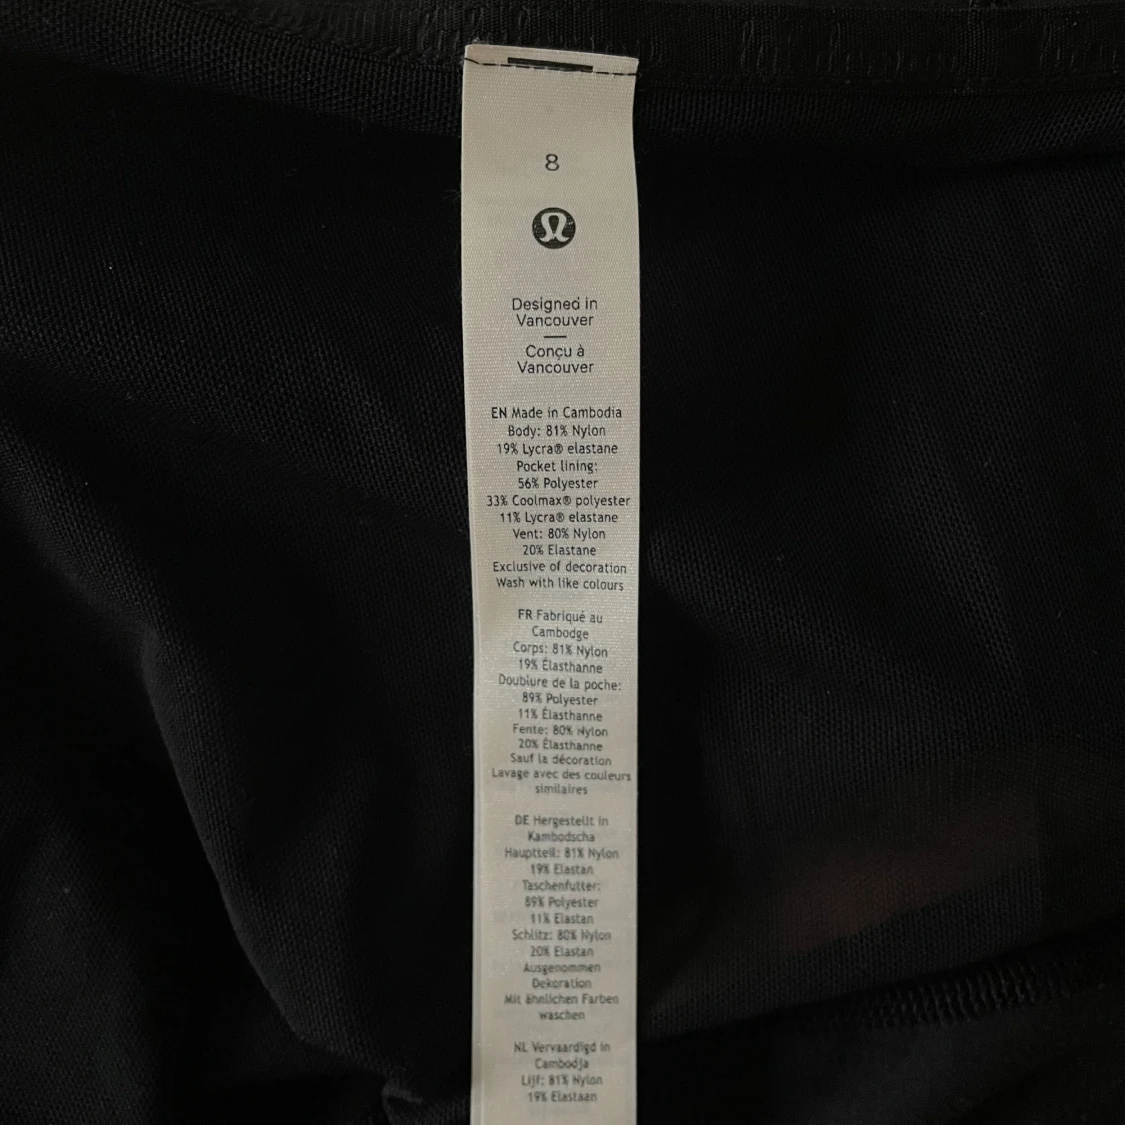 8
Designed in
Vancouver
Conçu à
Vancouver
EN Made in Cambodia
Body: 81% Nylon
19% Lycra® elastane
Pocket lining:
56% Polyester
33% Coolmax® polyester
11% Lycra® elastane
Vent: 80% Nylon
20% Elastane
Exclusive of decoration
Wash with like colours
FR Fabriqué au
Cambodge
Corps: 81% Nylon
19% Élasthanne
Doublure de la poche:
89% Polyester
11% Élasthanne
Fente: 80% Nylon
20% Élasthanne
Sauf la décoration
Lavage avec des couleurs
similaires
DE Hergestellt in
Kambodscha
Hauptteil: 81% Nylon
19% Elastan
Taschenfutter:
89% Polyester
11% Elastan
Schlitz: 80% Nylon
20% Elastan
Ausgenommen
Dekoration
Mit ähnlichen Farben
waschen
NL Vervaardigd in
Cambodja
Lijf: 81% Nylon
19% Elastaan